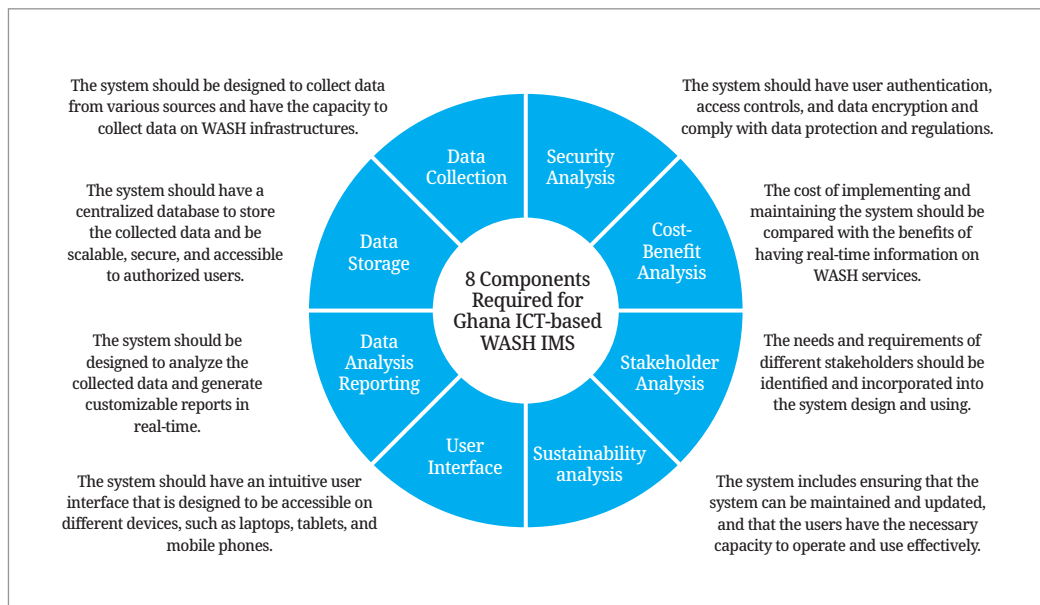 The system should be designed to collect data
from various sources and have the capacity to
collect data on WASH infrastructures.
The system should have a
centralized database to store
the collected data and be
scalable, secure, and accessible
to authorized users.
The system should be
designed to analyze the
collected data and generate
customizable reports in
real-time.
The system should have an intuitive user
interface that is designed to be accessible on
different devices, such as laptops, tablets, and
mobile phones.
Data
Collection
Data
Storage
Data
Analysis
Reporting
User
Interface
8 Components
Required for
Ghana ICT-based
WASH IMS
Security
Analysis
Cost-
Benefit
Analysis
Stakeholder
Analysis
Sustainability
analysis
The system should have user authentication,
access controls, and data encryption and
comply with data protection and regulations.
The cost of implementing and
maintaining the system should be
compared with the benefits of
having real-time information on
WASH services.
The needs and requirements of
different stakeholders should be
identified and incorporated into
the system design and using.
The system includes ensuring that the
system can be maintained and updated,
and that the users have the necessary
capacity to operate and use effectively.